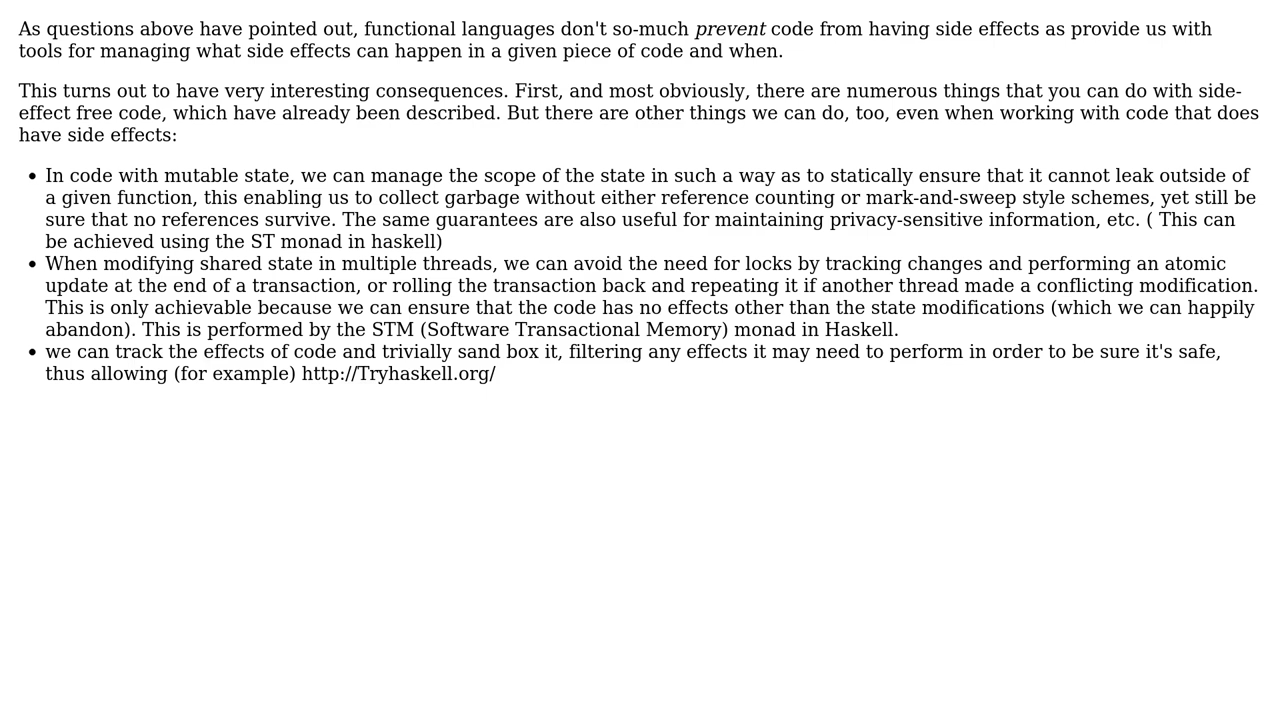 As questions above have pointed out, functional languages don't so-much prevent code from having side effects as provide us with
tools for managing what side effects can happen in a given piece of code and when.
This turns out to have very interesting consequences. First, and most obviously, there are numerous things that you can do with side-
effect free code, which have already been described. But there are other things we can do, too, even when working with code that does
have side effects:
• In code with mutable state, we can manage the scope of the state in such a way as to statically ensure that it cannot leak outside of
a given function, this enabling us to collect garbage without either reference counting or mark-and-sweep style schemes, yet still be
sure that no references survive. The same guarantees are also useful for maintaining privacy-sensitive information, etc. ( This can
be achieved using the ST monad in haskell)
• When modifying shared state in multiple threads, we can avoid the need for locks by tracking changes and performing an atomic
update at the end of a transaction, or rolling the transaction back and repeating it if another thread made a conflicting modification.
This is only achievable because we can ensure that the code has no effects other than the state modifications (which we can happily
abandon). This is performed by the STM (Software Transactional Memory) monad in Haskell.
• we can track the effects of code and trivially sand box it, filtering any effects it may need to perform in order to be sure it's safe,
thus allowing (for example) http://Tryhaskell.org/